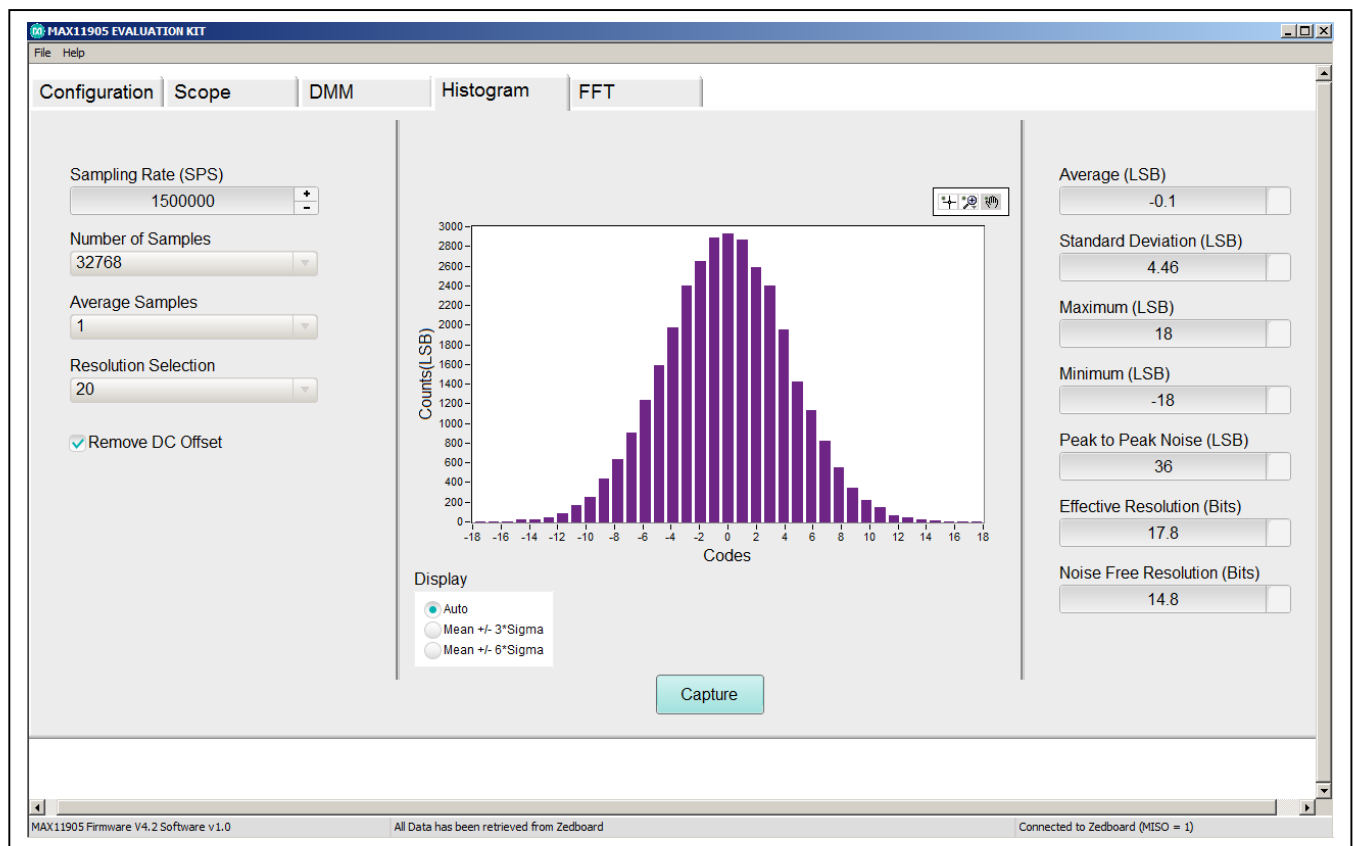 MAX11905 EVALUATION KIT
File Help
Configuration Scope DMM Histogram FFT
Sampling Rate (SPS)
1500000
Number of Samples
32768
Average Samples
1
Resolution Selection
20
Remove DC Offset
3000
2800
2600
2400
2200
2000
1800
1600
1400
1200
1000
800
600
400
200
0
Counts(LSB)
-18 -16 -14 -12 -10 -8 -6 -4 -2 0 2 4 6 8 10 12 14 16 18
Codes
Display
Auto
Mean +/- 3*Sigma
Mean +/- 6*Sigma
Capture
Average (LSB)
-0.1
Standard Deviation (LSB)
4.46
Maximum (LSB)
18
Minimum (LSB)
-18
Peak to Peak Noise (LSB)
36
Effective Resolution (Bits)
17.8
Noise Free Resolution (Bits)
14.8
MAX11905 Firmware V4.2 Software v1.0
All Data has been retrieved from Zedboard
Connected to Zedboard (MISO = 1)